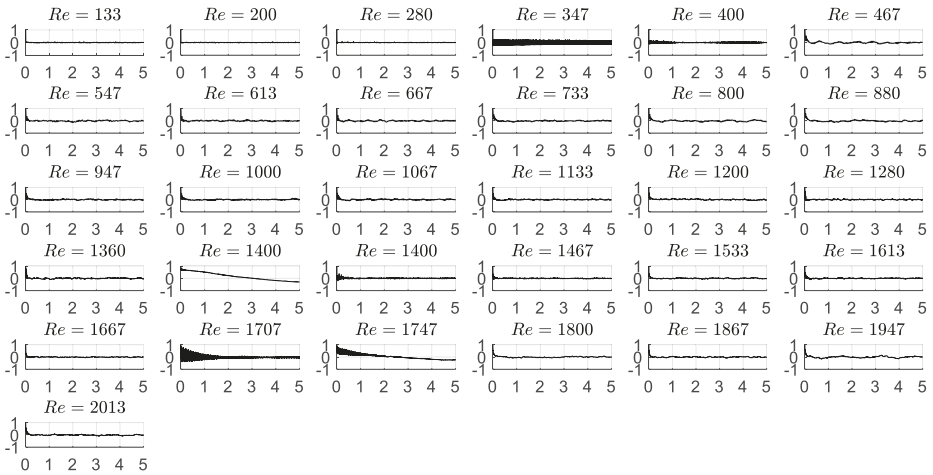 Re = 133 Re = 200 Re = 280 Re = 347 Re = 400 Re = 467
1 1 1 1 1 1
0 0 0 0 0 0
-1 -1 -1 -1 -1 -1
0 1 2 3 4 5 0 1 2 3 4 5 0 1 2 3 4 5 0 1 2 3 4 5 0 1 2 3 4 5 0 1 2 3 4 5
Re = 547 Re = 613 Re = 667 Re = 733 Re = 800 Re = 880
1 1 1 1 1 1
0 0 0 0 0 0
-1 -1 -1 -1 -1 -1
0 1 2 3 4 5 0 1 2 3 4 5 0 1 2 3 4 5 0 1 2 3 4 5 0 1 2 3 4 5 0 1 2 3 4 5
Re = 947 Re = 1000 Re = 1067 Re = 1133 Re = 1200 Re = 1280
1 1 1 1 1 1
0 0 0 0 0 0
-1 -1 -1 -1 -1 -1
0 1 2 3 4 5 0 1 2 3 4 5 0 1 2 3 4 5 0 1 2 3 4 5 0 1 2 3 4 5 0 1 2 3 4 5
Re = 1360 Re = 1400 Re = 1400 Re = 1467 Re = 1533 Re = 1613
1 1 1 1 1 1
0 0 0 0 0 0
-1 -1 -1 -1 -1 -1
0 1 2 3 4 5 0 1 2 3 4 5 0 1 2 3 4 5 0 1 2 3 4 5 0 1 2 3 4 5 0 1 2 3 4 5
Re = 1667 Re = 1707 Re = 1747 Re = 1800 Re = 1867 Re = 1947
1 1 1 1 1 1
0 0 0 0 0 0
-1 -1 -1 -1 -1 -1
0 1 2 3 4 5 0 1 2 3 4 5 0 1 2 3 4 5 0 1 2 3 4 5 0 1 2 3 4 5 0 1 2 3 4 5
Re = 2013
1
0
-1
0 1 2 3 4 5